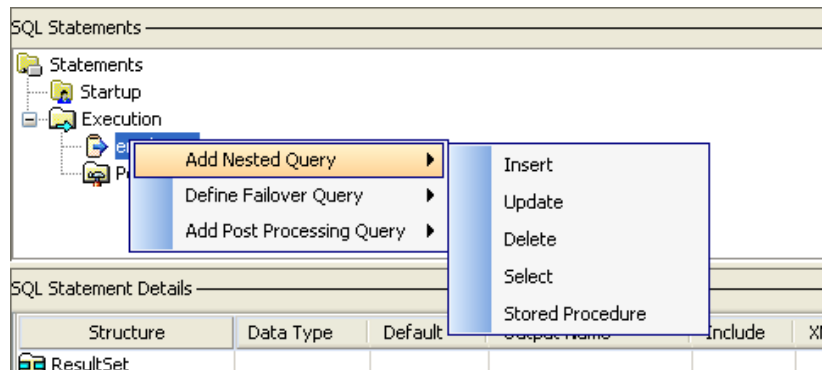 SQL Statements
Statements
Startup
Execution
Add Nested Query
Insert
Define Failover Query
Update
Add Post Processing Query
Delete
Select
Stored Procedure
SQL Statement Details
Structure Data Type Default Include
ResultSet